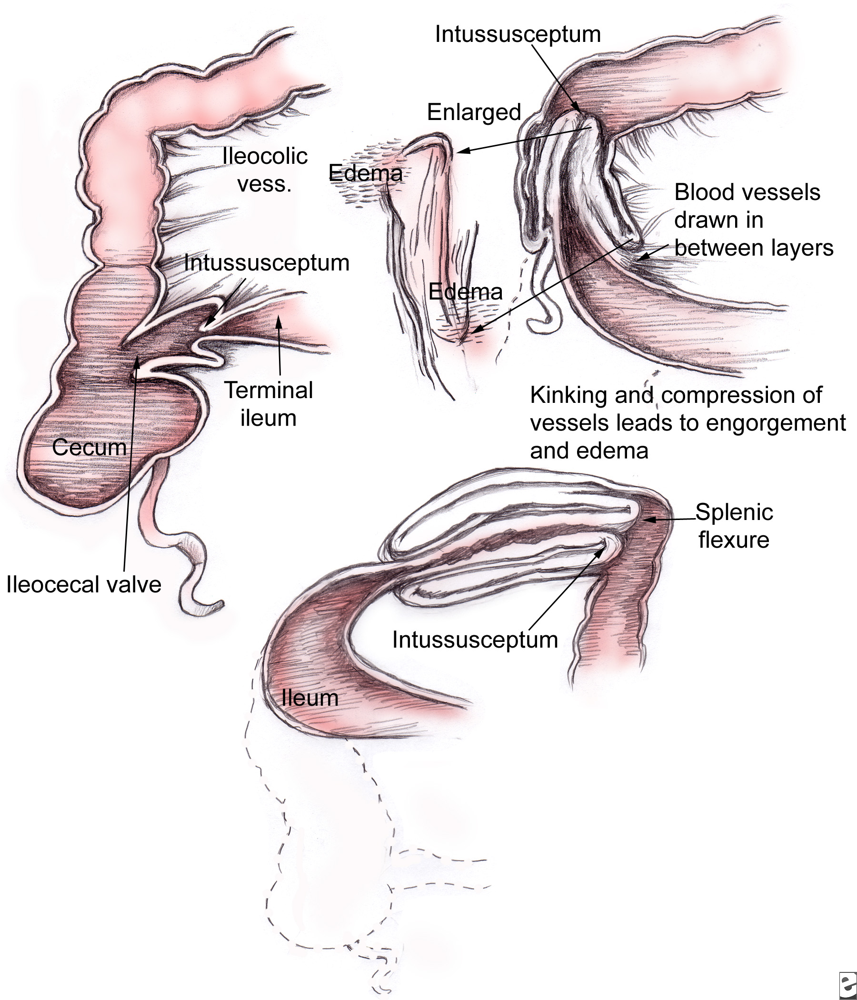 Intussusceptum
Enlarged
Ileocolic
vess.
Edema
Blood vessels
drawn in
between layers
Intussusceptum
Edema
Terminal
ileum
Kinking and compression of
vessels leads to engorgement
and edema
Cecum
Splenic
flexure
Ileocecal valve
Intussusceptum
Ileum
e